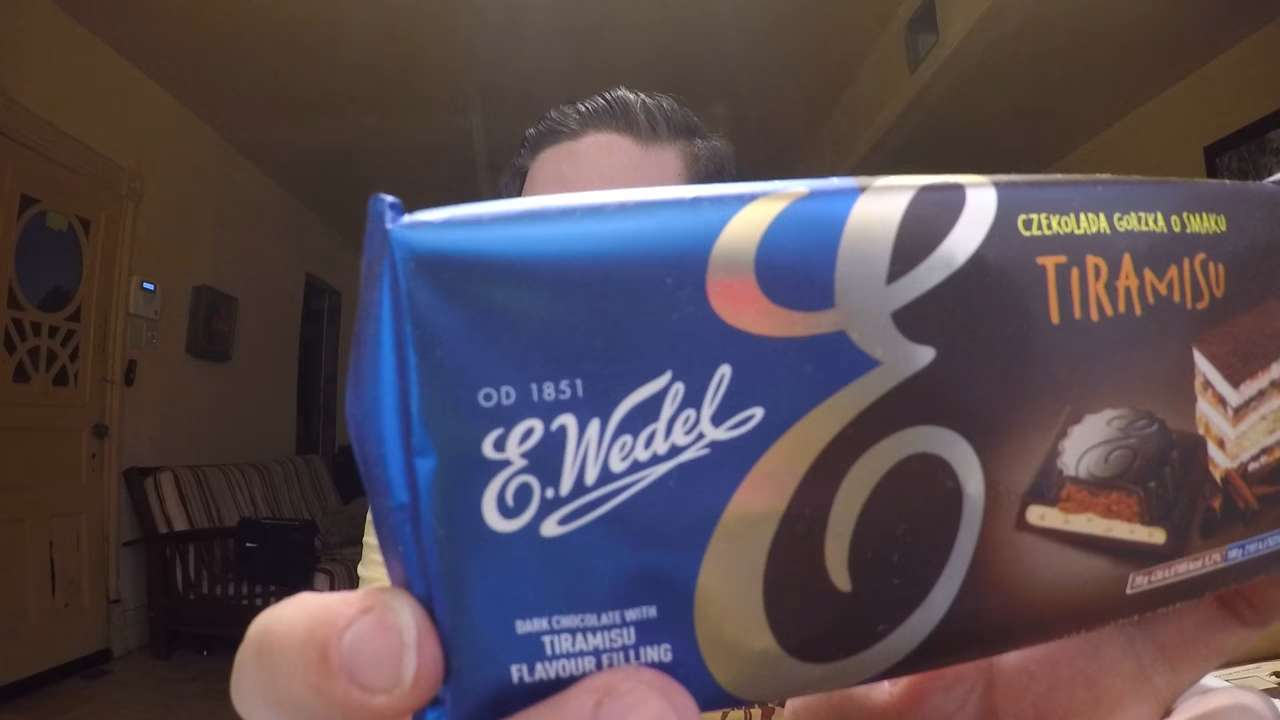 OD 1851
E. Wedel
DARK CHOCOLATE WITH
TIRAMISU
FLAVOUR FILLING
E
CZEKOLADA GORZKA O SMAKU
TIRAMISU